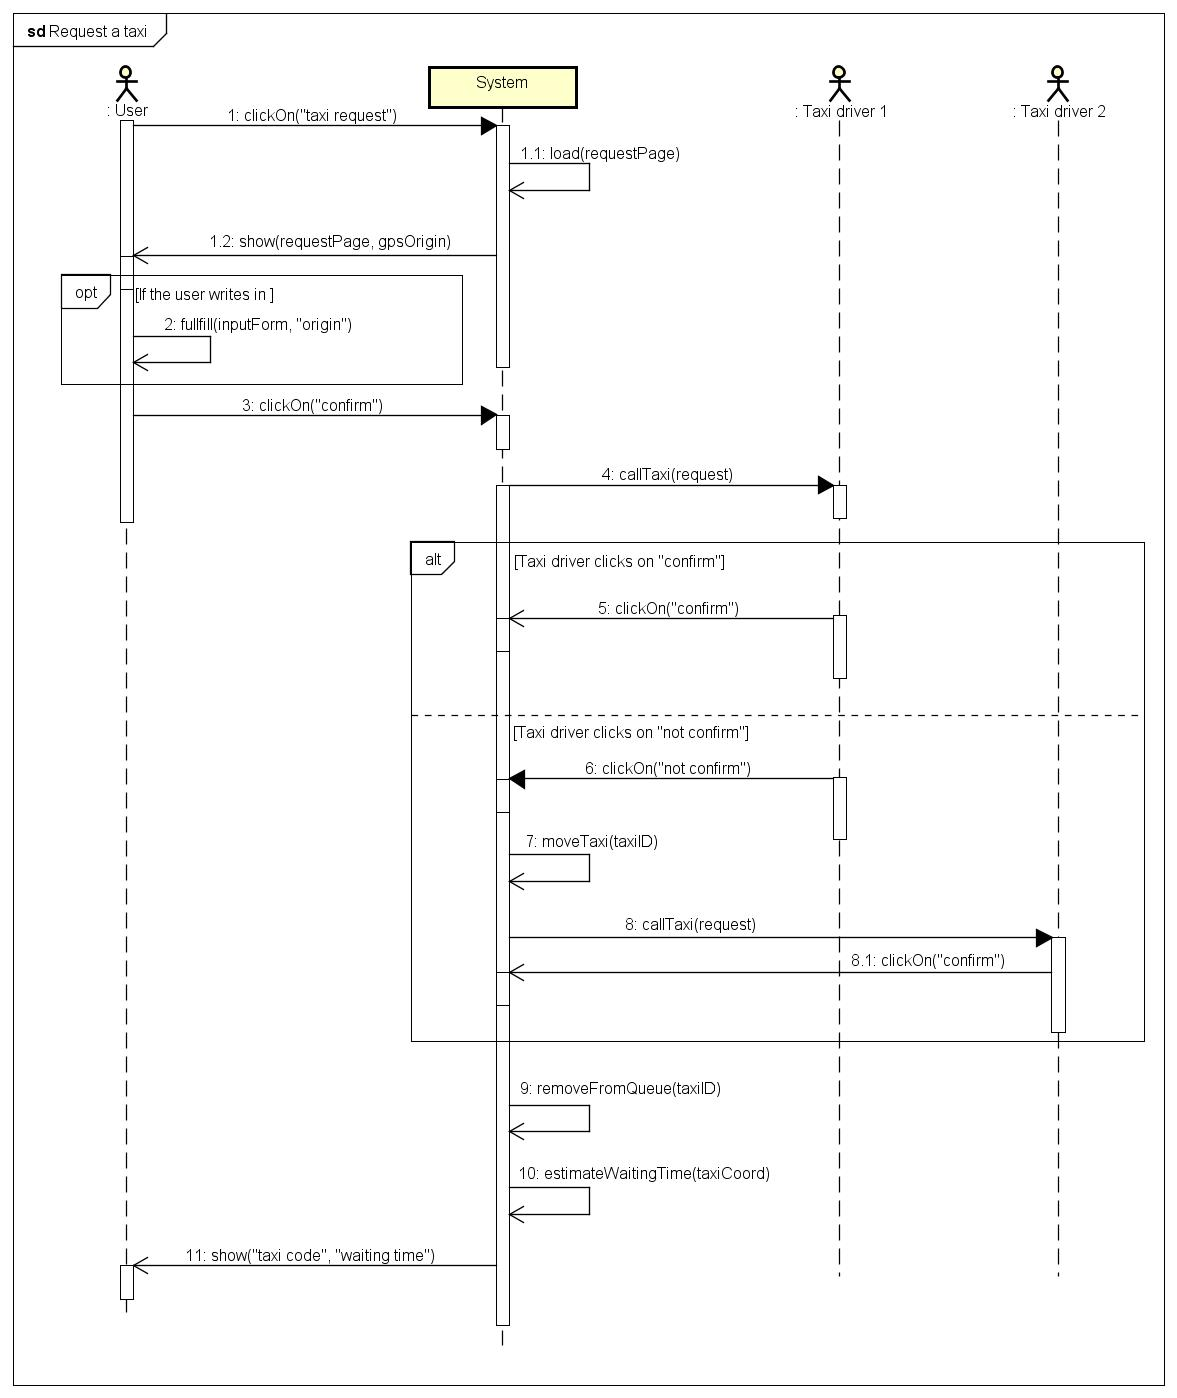 sd Request a taxi
: User
System
: Taxi driver 1
: Taxi driver 2
1: clickOn("taxi request")
1.1: load(requestPage)
1.2: show(requestPage, gpsOrigin)
opt
[If the user writes in ]
2: fullfill(inputForm, "origin")
3: clickOn("confirm")
4: callTaxi(request)
alt
[Taxi driver clicks on "confirm"]
5: clickOn("confirm")
[Taxi driver clicks on "not confirm"]
6: clickOn("not confirm")
7: moveTaxi(taxiID)
8: callTaxi(request)
8.1: clickOn("confirm")
9: removeFromQueue(taxiID)
10: estimateWaitingTime(taxiCoord)
11: show("taxi code", "waiting time")